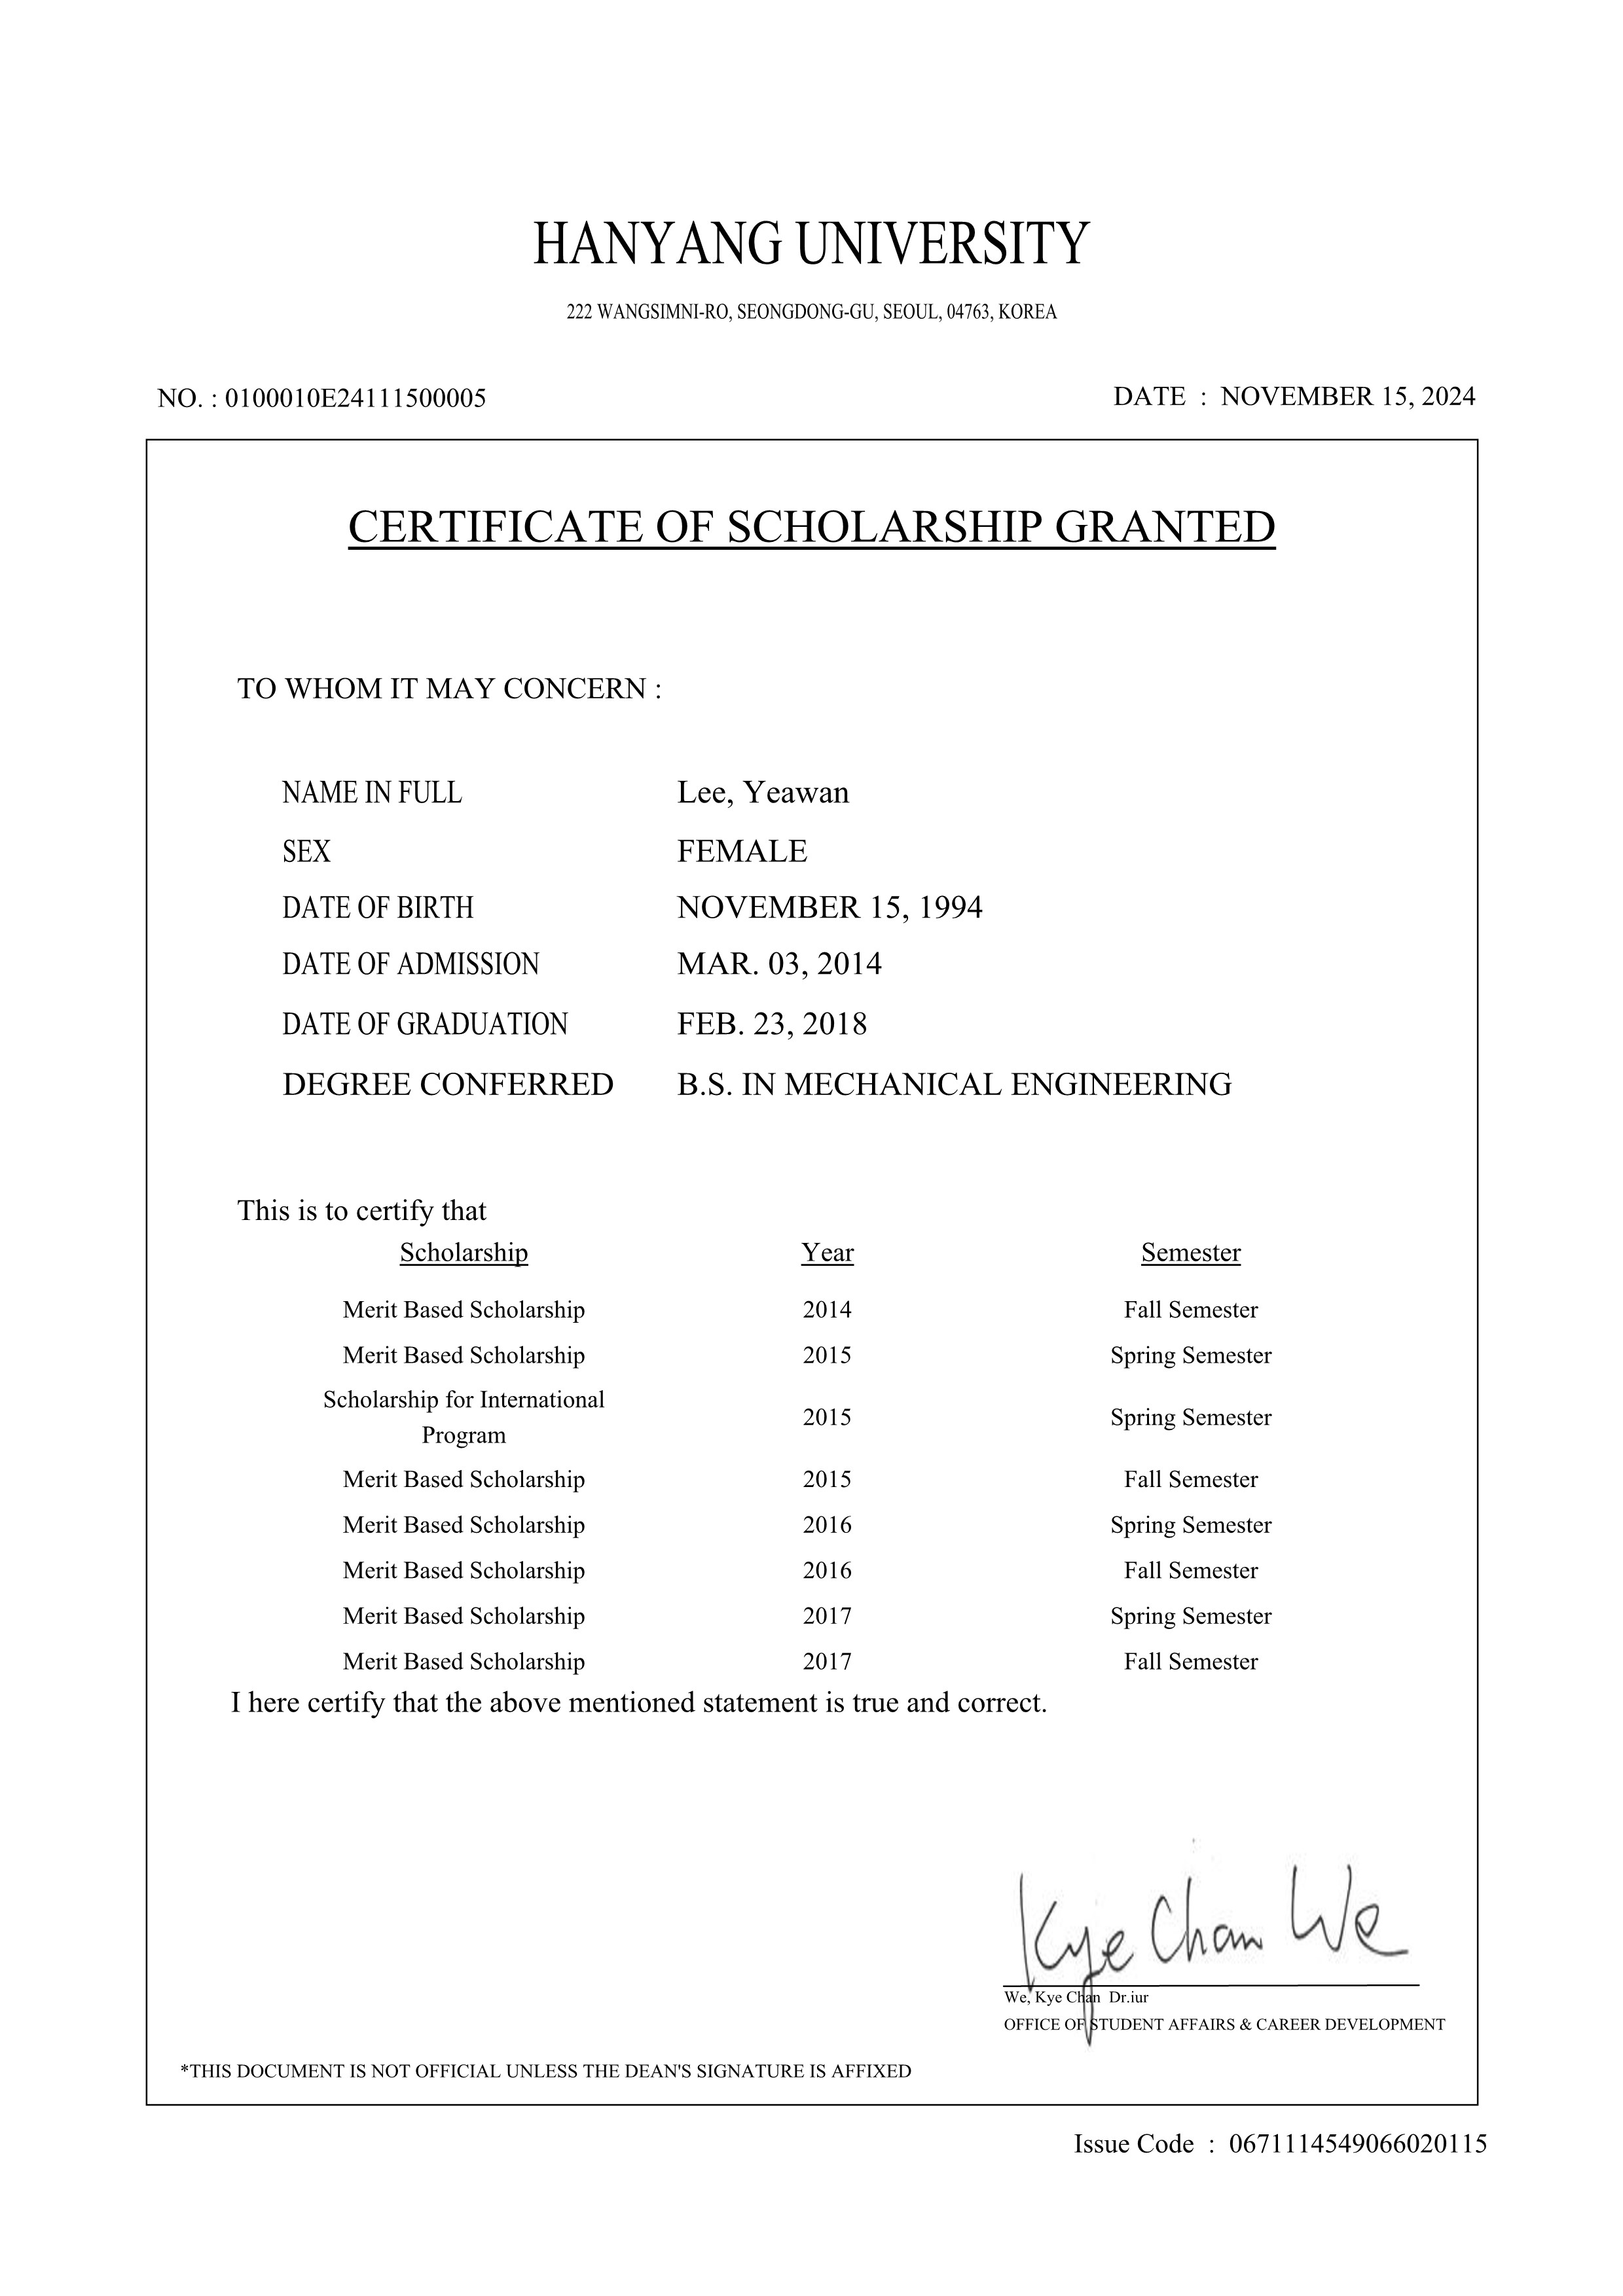 HANYANG UNIVERSITY
222 WANGSIMNI-RO, SEONGDONG-GU, SEOUL, 04763, KOREA
NO. : 0100010E24111500005
DATE : NOVEMBER 15, 2024
CERTIFICATE OF SCHOLARSHIP GRANTED
TO WHOM IT MAY CONCERN :
NAME IN FULL Lee, Yeawan
SEX FEMALE
DATE OF BIRTH NOVEMBER 15, 1994
DATE OF ADMISSION MAR. 03, 2014
DATE OF GRADUATION FEB. 23, 2018
DEGREE CONFERRED B.S. IN MECHANICAL ENGINEERING
This is to certify that
Scholarship Year Semester
Merit Based Scholarship 2014 Fall Semester
Merit Based Scholarship 2015 Spring Semester
Scholarship for International
Program 2015 Spring Semester
Merit Based Scholarship 2015 Fall Semester
Merit Based Scholarship 2016 Spring Semester
Merit Based Scholarship 2016 Fall Semester
Merit Based Scholarship 2017 Spring Semester
Merit Based Scholarship 2017 Fall Semester
I here certify that the above mentioned statement is true and correct.
Kye Chan We
We, Kye Chan Dr.iur
OFFICE OF STUDENT AFFAIRS & CAREER DEVELOPMENT
*THIS DOCUMENT IS NOT OFFICIAL UNLESS THE DEAN'S SIGNATURE IS AFFIXED
Issue Code : 0671114549066020115